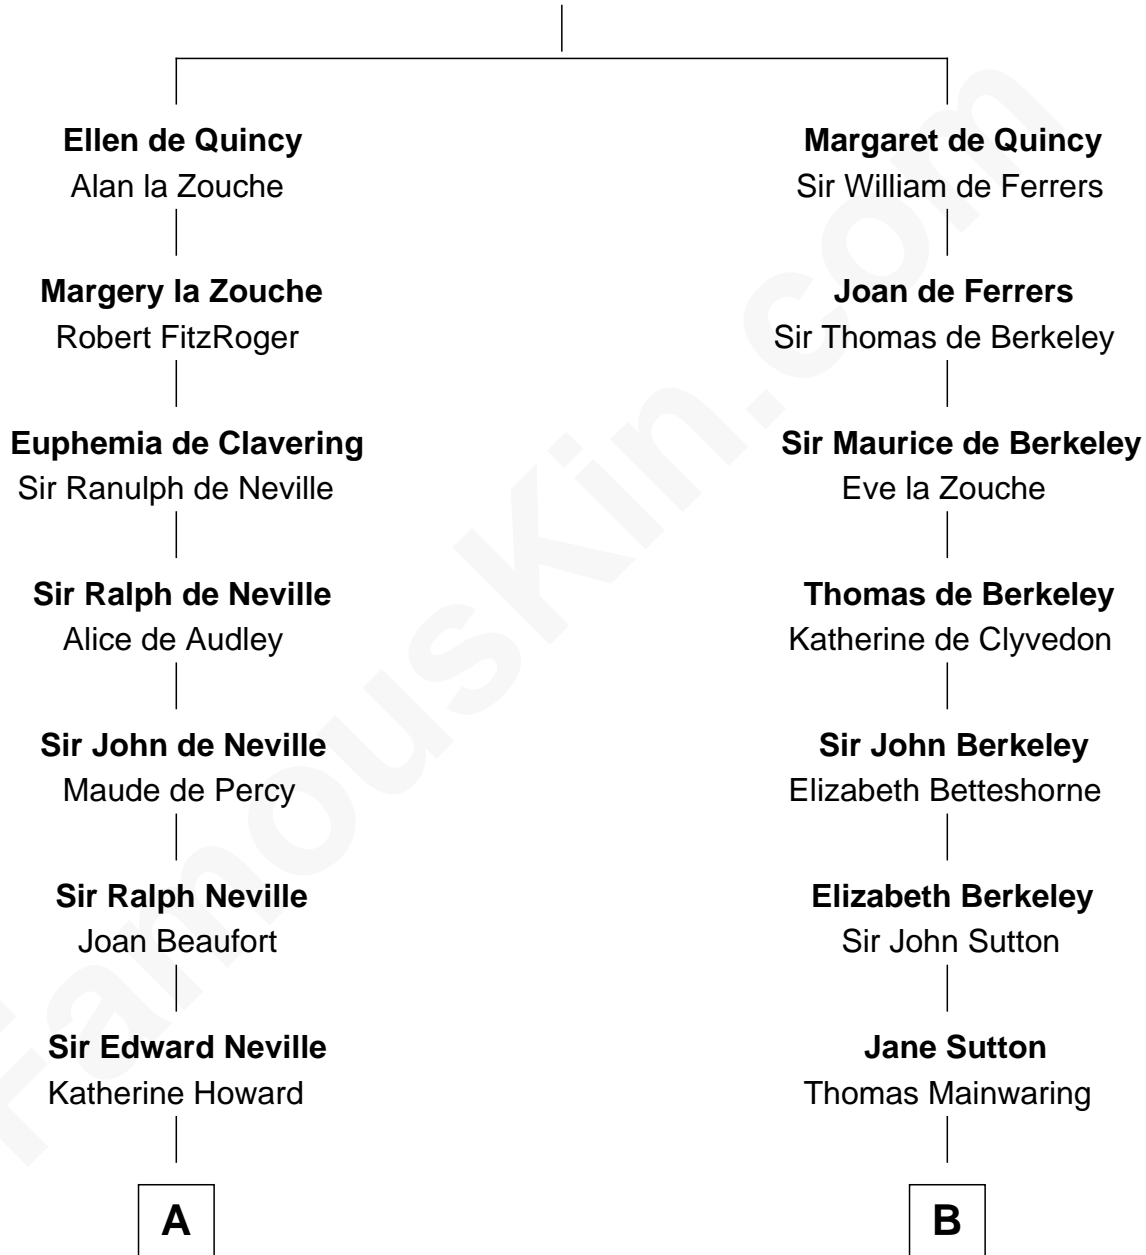 Ellen de Quincy
Alan la Zouche
Margery la Zouche
Robert FitzRoger
Euphemia de Clavering
Sir Ranulph de Neville
Sir Ralph de Neville
Alice de Audley
Sir John de Neville
Maude de Percy
Sir Ralph Neville
Joan Beaufort
Sir Edward Neville
Katherine Howard
A
Margaret de Quincy
Sir William de Ferrers
Joan de Ferrers
Sir Thomas de Berkeley
Sir Maurice de Berkeley
Eve la Zouche
Thomas de Berkeley
Katherine de Clyvedon
Sir John Berkeley
Elizabeth Betteshorne
Elizabeth Berkeley
Sir John Sutton
Jane Sutton
Thomas Mainwaring
B
FamousKin.com